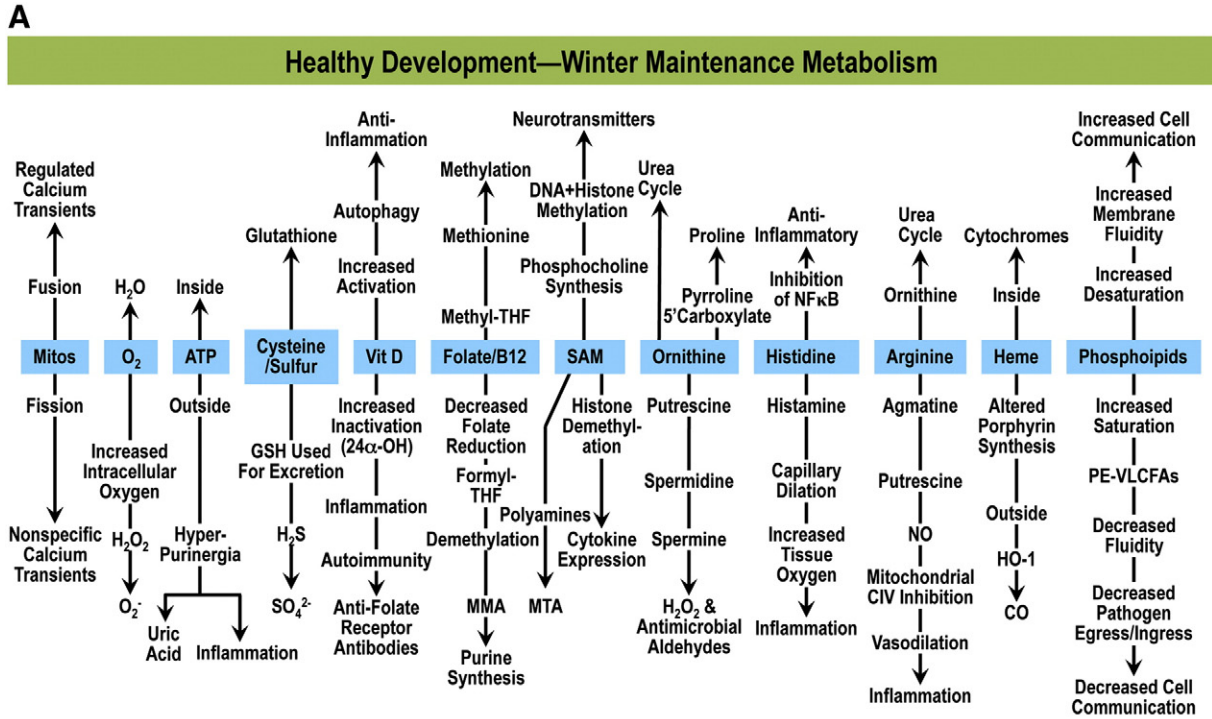 A
Healthy Development—Winter Maintenance Metabolism
Regulated
Calcium
Transients
Fusion
Mitos
Fission
Nonspecific
Calcium
Transients
H₂O
O₂
Increased
Intracellular
Oxygen
H₂O₂
O₂⁻
Inside
ATP
Outside
Hyper-
Purinergia
Uric
Acid
Inflammation
Glutathione
Cysteine
/Sulfur
GSH Used
For Excretion
H₂S
SO₄²⁻
Anti-
Inflammation
Autophagy
Increased
Activation
Vit D
Increased
Inactivation
(24α-OH)
Inflammation
Autoimmunity
Anti-Folate
Receptor
Antibodies
Methylation
Methionine
Methyl-THF
Folate/B12
Decreased
Folate
Reduction
Formyl-
THF
Demethylation
MMA
Purine
Synthesis
Neurotransmitters
DNA+Histone
Methylation
Phosphocholine
Synthesis
SAM
Histone
Demethyl-
ation
Polyamines
Cytokine
Expression
MTA
Urea
Cycle
Proline
Pyrroline
5'Carboxylate
Ornithine
Putrescine
Spermidine
Spermine
H₂O₂ &
Antimicrobial
Aldehydes
Anti-
Inflammatory
Inhibition
of NFκB
Histidine
Histamine
Capillary
Dilation
Increased
Tissue
Oxygen
Inflammation
Urea
Cycle
Ornithine
Arginine
Agmatine
Putrescine
NO
Mitochondrial
CIV Inhibition
Vasodilation
Inflammation
Cytochromes
Inside
Heme
Altered
Porphyrin
Synthesis
Outside
HO-1
CO
Increased Cell
Communication
Increased
Membrane
Fluidity
Increased
Desaturation
Phosphoipids
Increased
Saturation
PE-VLCFAs
Decreased
Fluidity
Decreased
Pathogen
Egress/Ingress
Decreased Cell
Communication